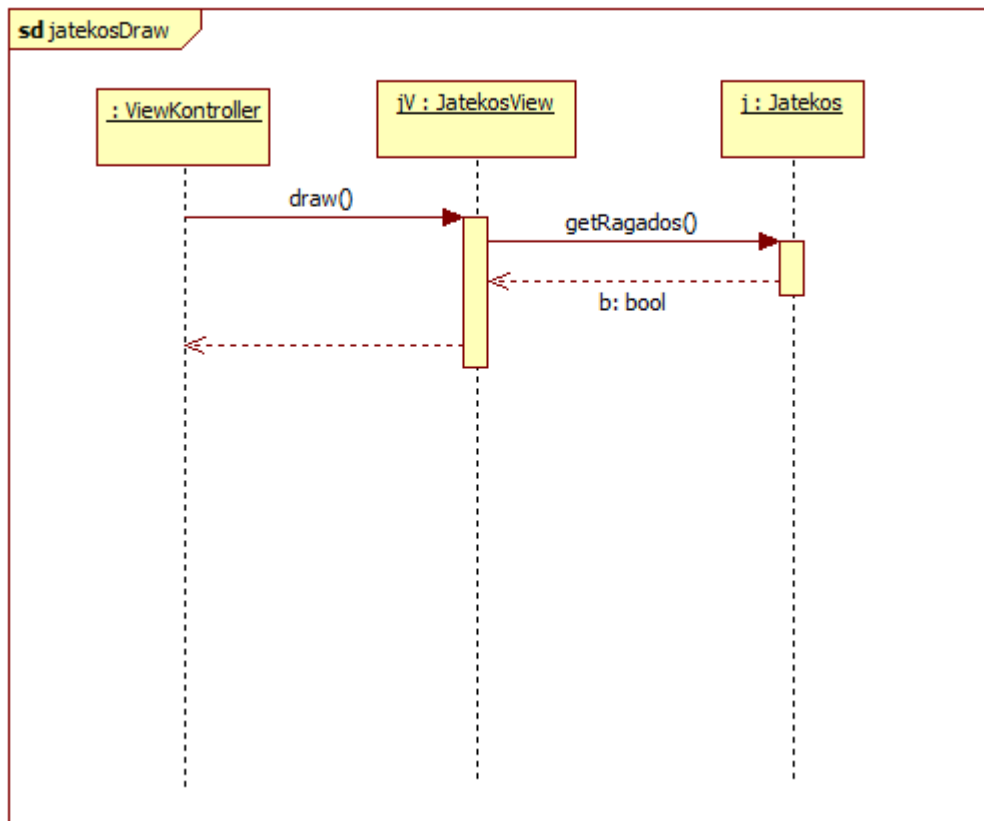 sd jatekosDraw
: ViewKontroller
jV : JatekosView
j : Jatekos
draw()
getRagados()
b: bool